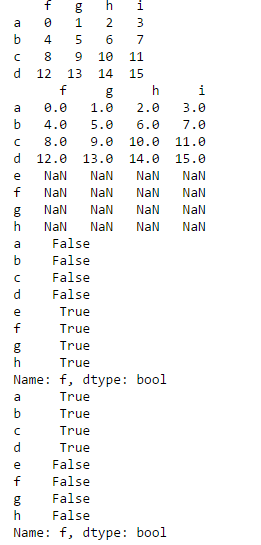 f   g   h   i
a   0   1   2   3
b   4   5   6   7
c   8   9  10  11
d  12  13  14  15
      f     g     h     i
a   0.0   1.0   2.0   3.0
b   4.0   5.0   6.0   7.0
c   8.0   9.0  10.0  11.0
d  12.0  13.0  14.0  15.0
e   NaN   NaN   NaN   NaN
f   NaN   NaN   NaN   NaN
g   NaN   NaN   NaN   NaN
h   NaN   NaN   NaN   NaN
a    False
b    False
c    False
d    False
e     True
f     True
g     True
h     True
Name: f, dtype: bool
a     True
b     True
c     True
d     True
e    False
f    False
g    False
h    False
Name: f, dtype: bool